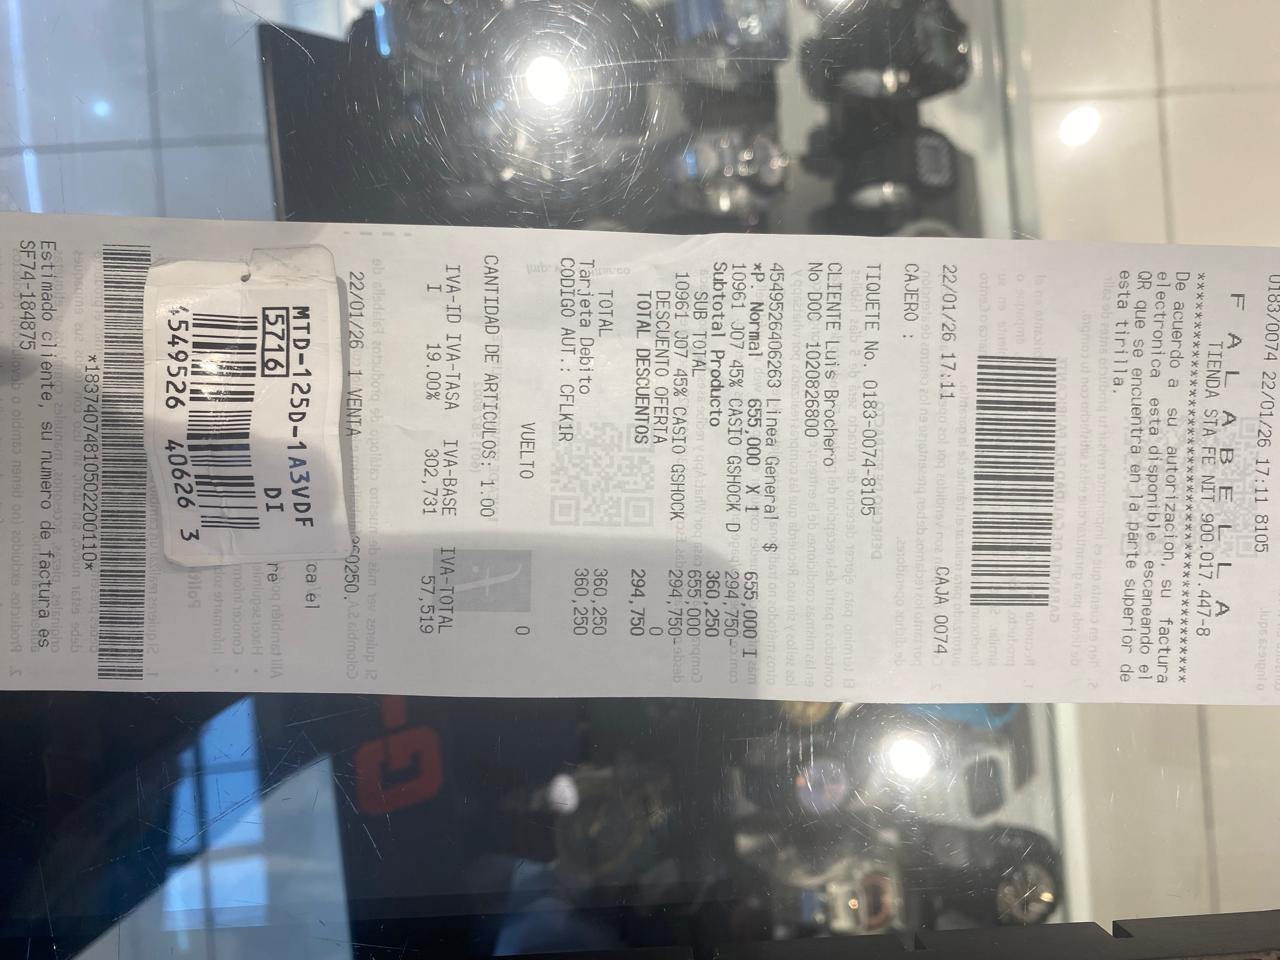 018370074 22/01/26 17.11 8105
F A L A B E L L A
TIENDA STA FE NIT 900.017.447-8
****************************************
De acuerdo a su autorizacion, su factura
electronica esta disponible escaneando el
QR que se encuentra en la parte superior de
esta tirilla.
22/01/26 17.11 CAJA 0074
CAJERO :
TIQUETE No. 0183-0074-8105
CLIENTE Luis Brochero
No DOC 1020826800
4549526406263 Linea General $
*P. Normal 655,000 X 1 655,000 I
10961 J07 45% CASIO GSHOCK D 294,750-
Subtotal Producto 360,250
SUB TOTAL 655,000
10961 J07 45% CASIO GSHOCK 294,750-
DESCUENTO OFERTA 0
TOTAL DESCUENTOS 294,750
TOTAL 360,250
Tarjeta Debito 360,250
CODIGO AUT.: CFLK1R
VUELTO 0
CANTIDAD DE ARTICULOS: 1.00
IVA-ID IVA-TASA IVA-BASE IVA-TOTAL
I 19.00% 302,731 57,519
22/01/26 1 VENTA
MTD-125D-1A3VDF
5716 DI
4549526 406263
*183740748105022001 10*
Estimado cliente, su numero de factura es
SF74-184875